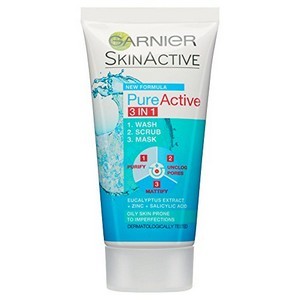 GARNIER
SKINACTIVE
NEW FORMULA
PureActive
3 IN 1
1. WASH
2. SCRUB
3. MASK
1
PURIFY
2
UNCLOG
PORES
3
MATTIFY
EUCALYPTUS EXTRACT
+ ZINC + SALICYLIC ACID
OILY SKIN PRONE
TO IMPERFECTIONS
DERMATOLOGICALLY TESTED